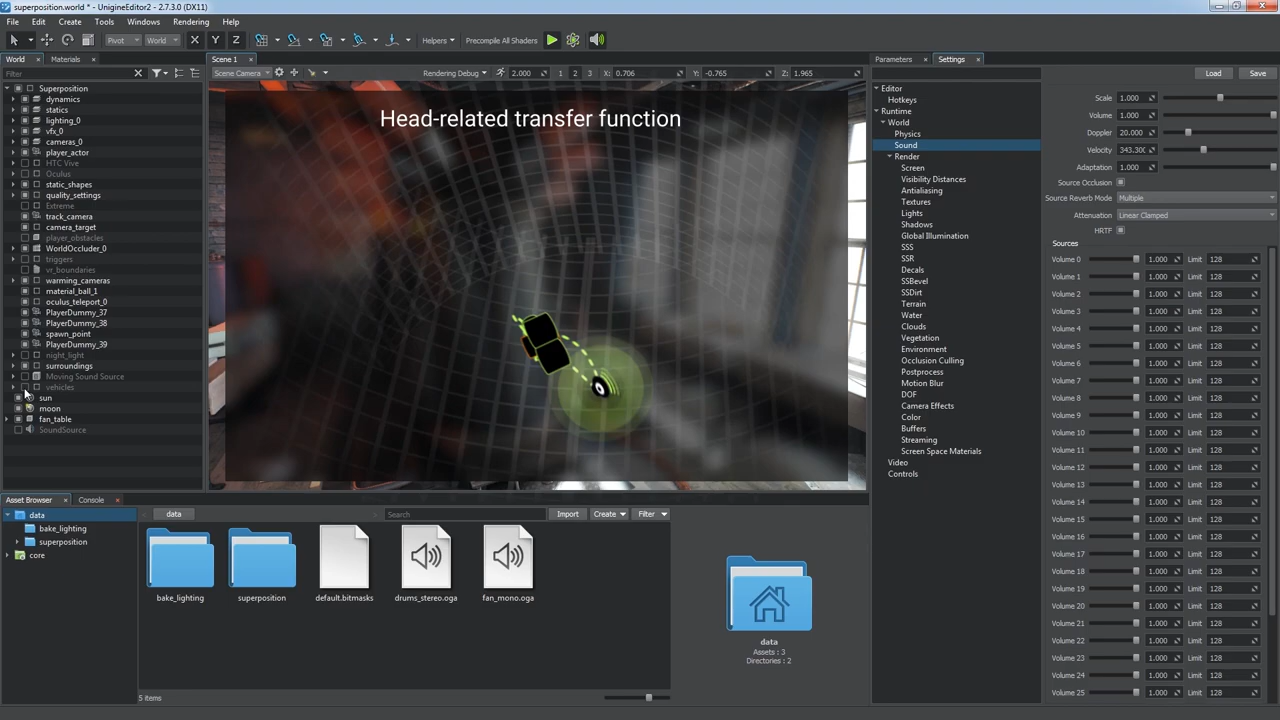 superposition.world * - UnigineEditor2 - 2.7.3.0 (DX11)
File Edit Create Tools Windows Rendering Help
Pivot World X Y Z Helpers Precompile All Shaders
World Materials
Filter
Superposition
dynamics
statics
lighting_0
vfx_0
cameras_0
player_actor
HTC Vive
Oculus
static_shapes
quality_settings
Extreme
track_camera
camera_target
player_obstacles
WorldOccluder_0
triggers
vr_boundaries
warming_cameras
material_ball_1
oculus_teleport_0
PlayerDummy_37
PlayerDummy_38
spawn_point
PlayerDummy_39
night_light
surroundings
Moving Sound Source
vehicles
sun
moon
fan_table
SoundSource
Scene 1
Scene Camera Rendering Debug 2.000 1 2 3 X: 0.706 Y: -0.765 Z: 1.965
Head-related transfer function
Asset Browser Console
data
bake_lighting
superposition
core
data Search Import Create Filter
bake_lighting superposition default.bitmasks drums_stereo.oga fan_mono.oga
data
Assets : 3
Directories : 2
5 items
Parameters Settings
Load Save
Editor
Hotkeys
Runtime
World
Physics
Sound
Render
Screen
Visibility Distances
Antialiasing
Textures
Lights
Shadows
Global Illumination
SSS
SSR
Decals
SSBevel
SSDirt
Terrain
Water
Clouds
Vegetation
Environment
Occlusion Culling
Postprocess
Motion Blur
DOF
Camera Effects
Color
Buffers
Streaming
Screen Space Materials
Video
Controls
Scale 1.000
Volume 1.000
Doppler 20.000
Velocity 343.300
Adaptation 1.000
Source Occlusion
Source Reverb Mode Multiple
Attenuation Linear Clamped
HRTF
Sources
Volume 0 1.000 Limit 128
Volume 1 1.000 Limit 128
Volume 2 1.000 Limit 128
Volume 3 1.000 Limit 128
Volume 4 1.000 Limit 128
Volume 5 1.000 Limit 128
Volume 6 1.000 Limit 128
Volume 7 1.000 Limit 128
Volume 8 1.000 Limit 128
Volume 9 1.000 Limit 128
Volume 10 1.000 Limit 128
Volume 11 1.000 Limit 128
Volume 12 1.000 Limit 128
Volume 13 1.000 Limit 128
Volume 14 1.000 Limit 128
Volume 15 1.000 Limit 128
Volume 16 1.000 Limit 128
Volume 17 1.000 Limit 128
Volume 18 1.000 Limit 128
Volume 19 1.000 Limit 128
Volume 20 1.000 Limit 128
Volume 21 1.000 Limit 128
Volume 22 1.000 Limit 128
Volume 23 1.000 Limit 128
Volume 24 1.000 Limit 128
Volume 25 1.000 Limit 128